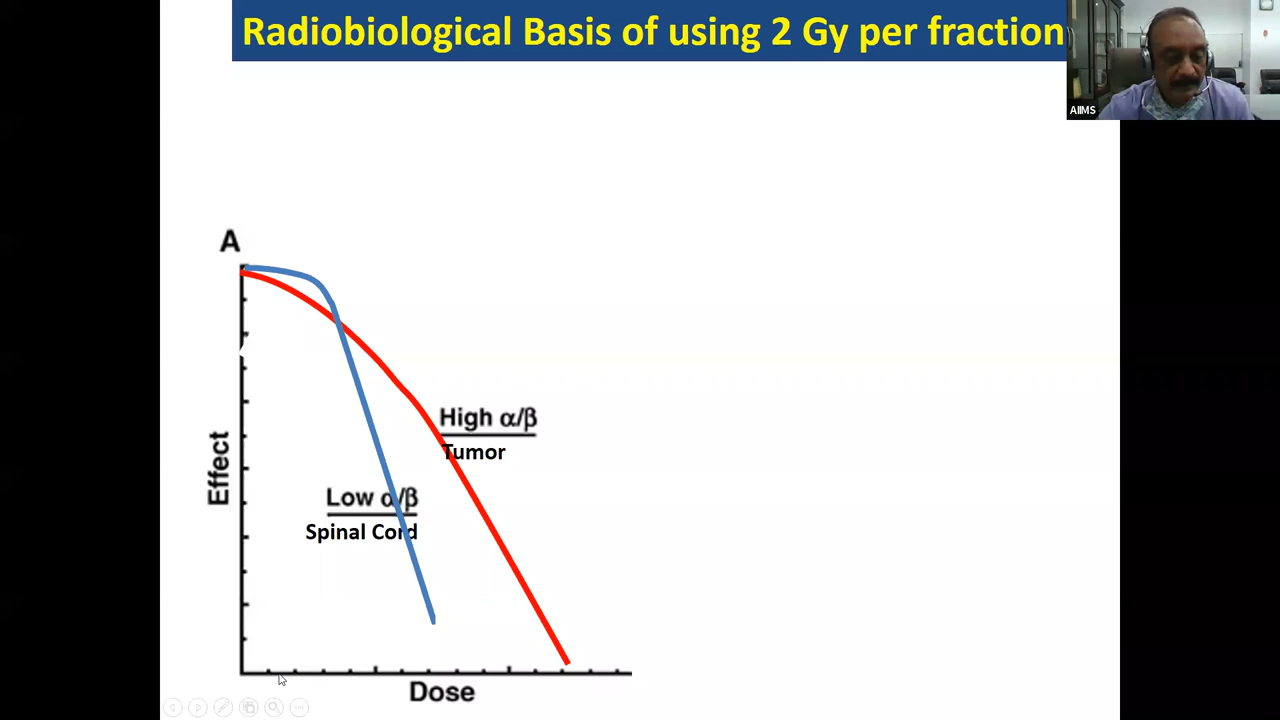 Radiobiological Basis of using 2 Gy per fraction
AIIMS
A
High α/β
Tumor
Low α/β
Spinal Cord
Effect
Dose